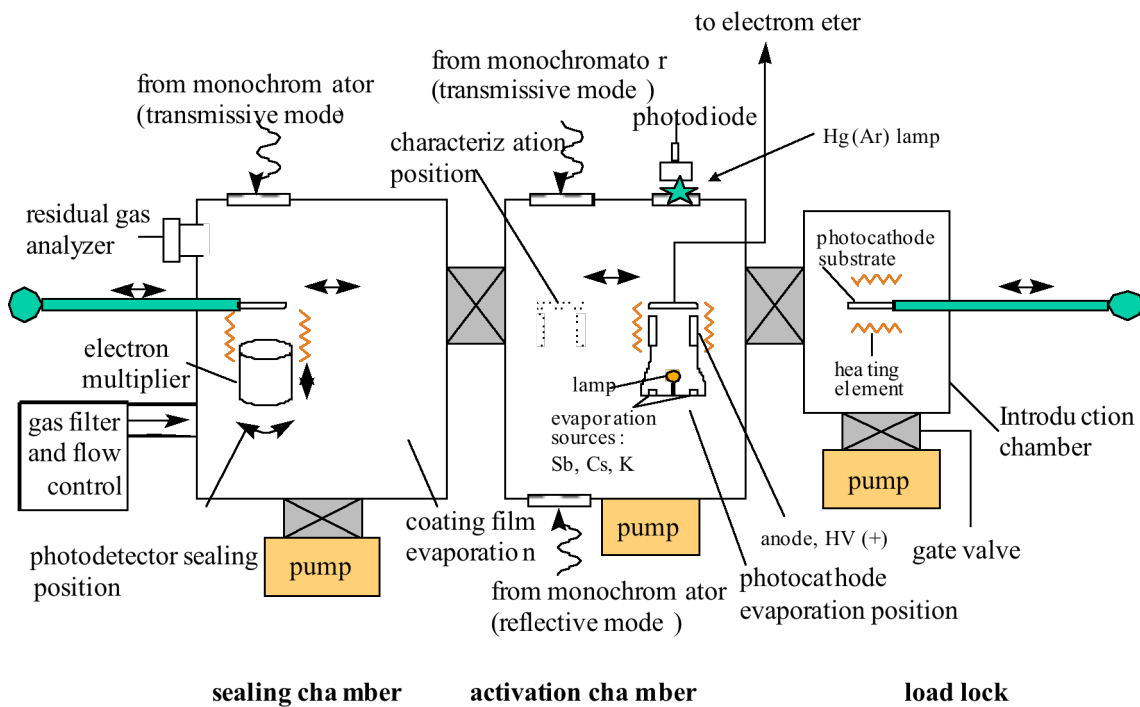 to electrom eter
from monochrom ator
(transmissive mode)
from monochromato r
(transmissive mode )
photodiode
Hg (Ar) lamp
characteriz ation
position
residual gas
analyzer
photocathode
substrate
electron
multiplier
lamp
evaporation
sources :
Sb, Cs, K
hea ting
element
Introdu ction
chamber
gas filter
and flow
control
pump
pump
pump
coating film
evaporatio n
anode, HV (+)
gate valve
photodetector sealing
position
photocathode
evaporation position
from monochrom ator
(reflective mode )
sealing cha mber
activation cha mber
load lock